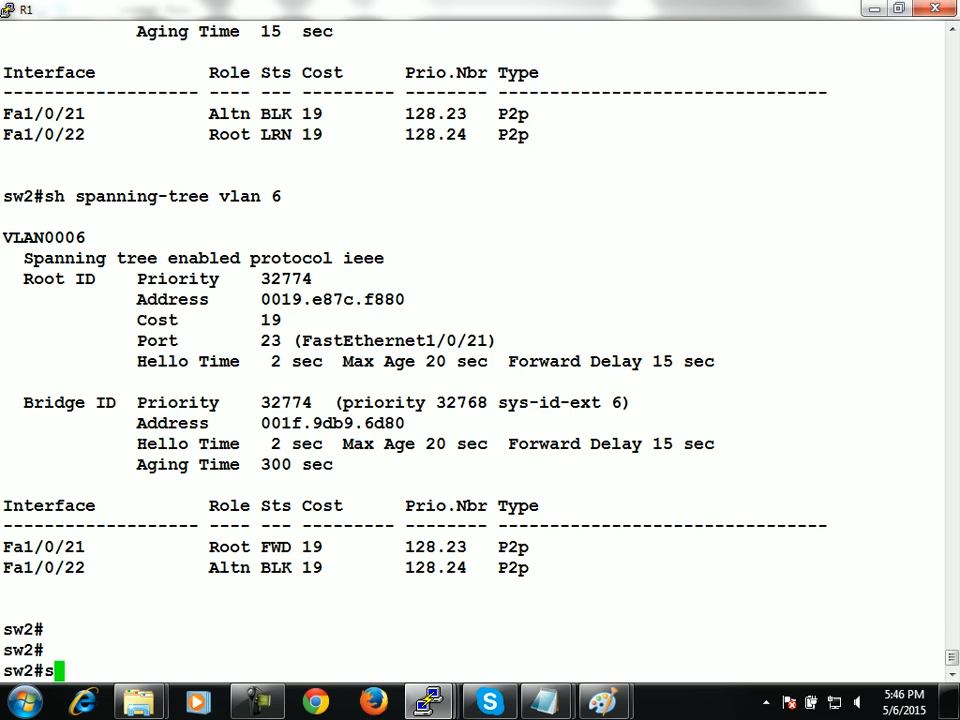 R1
Aging Time 15 sec
Interface Role Sts Cost Prio.Nbr Type
------------------- ---- --- --------- -------- --------------------------------
Fa1/0/21 Altn BLK 19 128.23 P2p
Fa1/0/22 Root LRN 19 128.24 P2p
sw2#sh spanning-tree vlan 6
VLAN0006
Spanning tree enabled protocol ieee
Root ID Priority 32774
Address 0019.e87c.f880
Cost 19
Port 23 (FastEthernet1/0/21)
Hello Time 2 sec Max Age 20 sec Forward Delay 15 sec
Bridge ID Priority 32774 (priority 32768 sys-id-ext 6)
Address 001f.9db9.6d80
Hello Time 2 sec Max Age 20 sec Forward Delay 15 sec
Aging Time 300 sec
Interface Role Sts Cost Prio.Nbr Type
------------------- ---- --- --------- -------- --------------------------------
Fa1/0/21 Root FWD 19 128.23 P2p
Fa1/0/22 Altn BLK 19 128.24 P2p
sw2#
sw2#
sw2#s
5:46 PM
5/6/2015